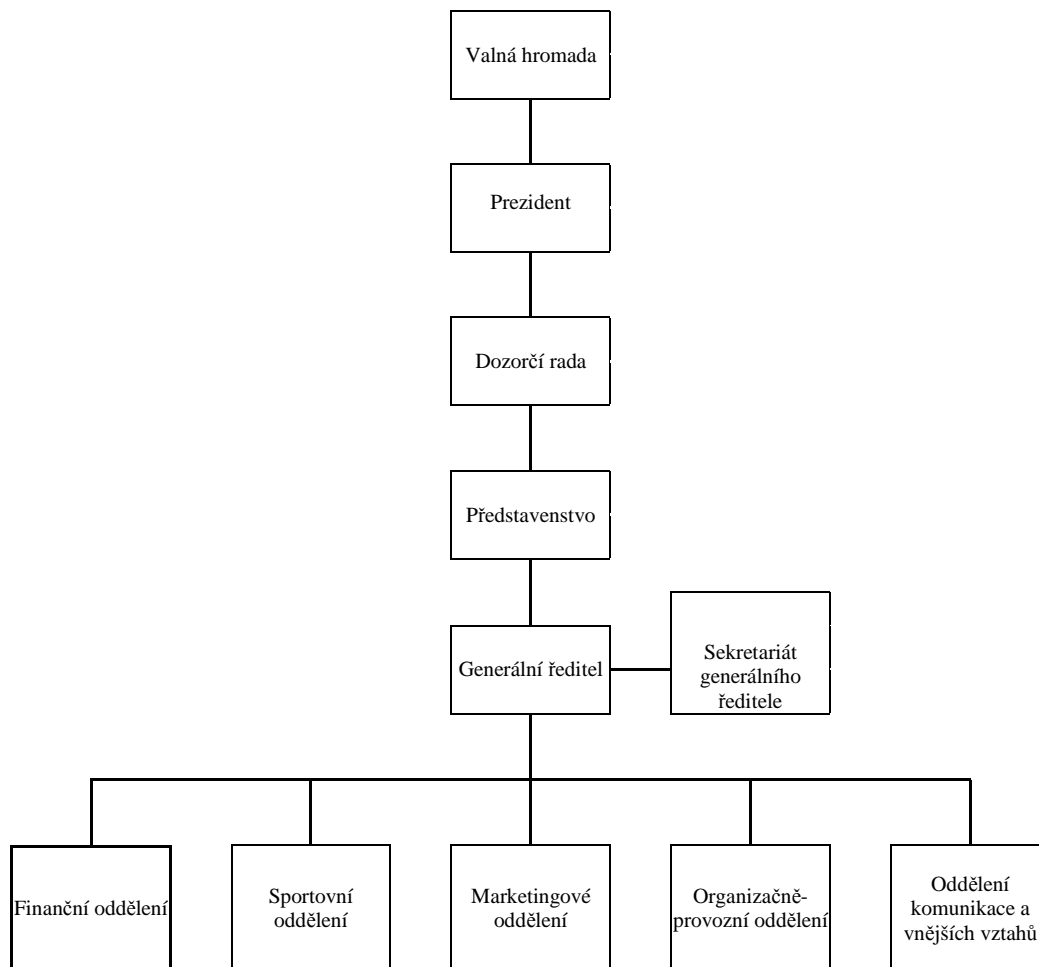 Valná hromada
Prezident
Dozorčí rada
Představenstvo
Generální ředitel
Sekretariát
generálního
ředitele
Finanční oddělení
Sportovní
oddělení
Marketingové
oddělení
Organizačně-
provozní oddělení
Oddělení
komunikace a
vnějších vztahů